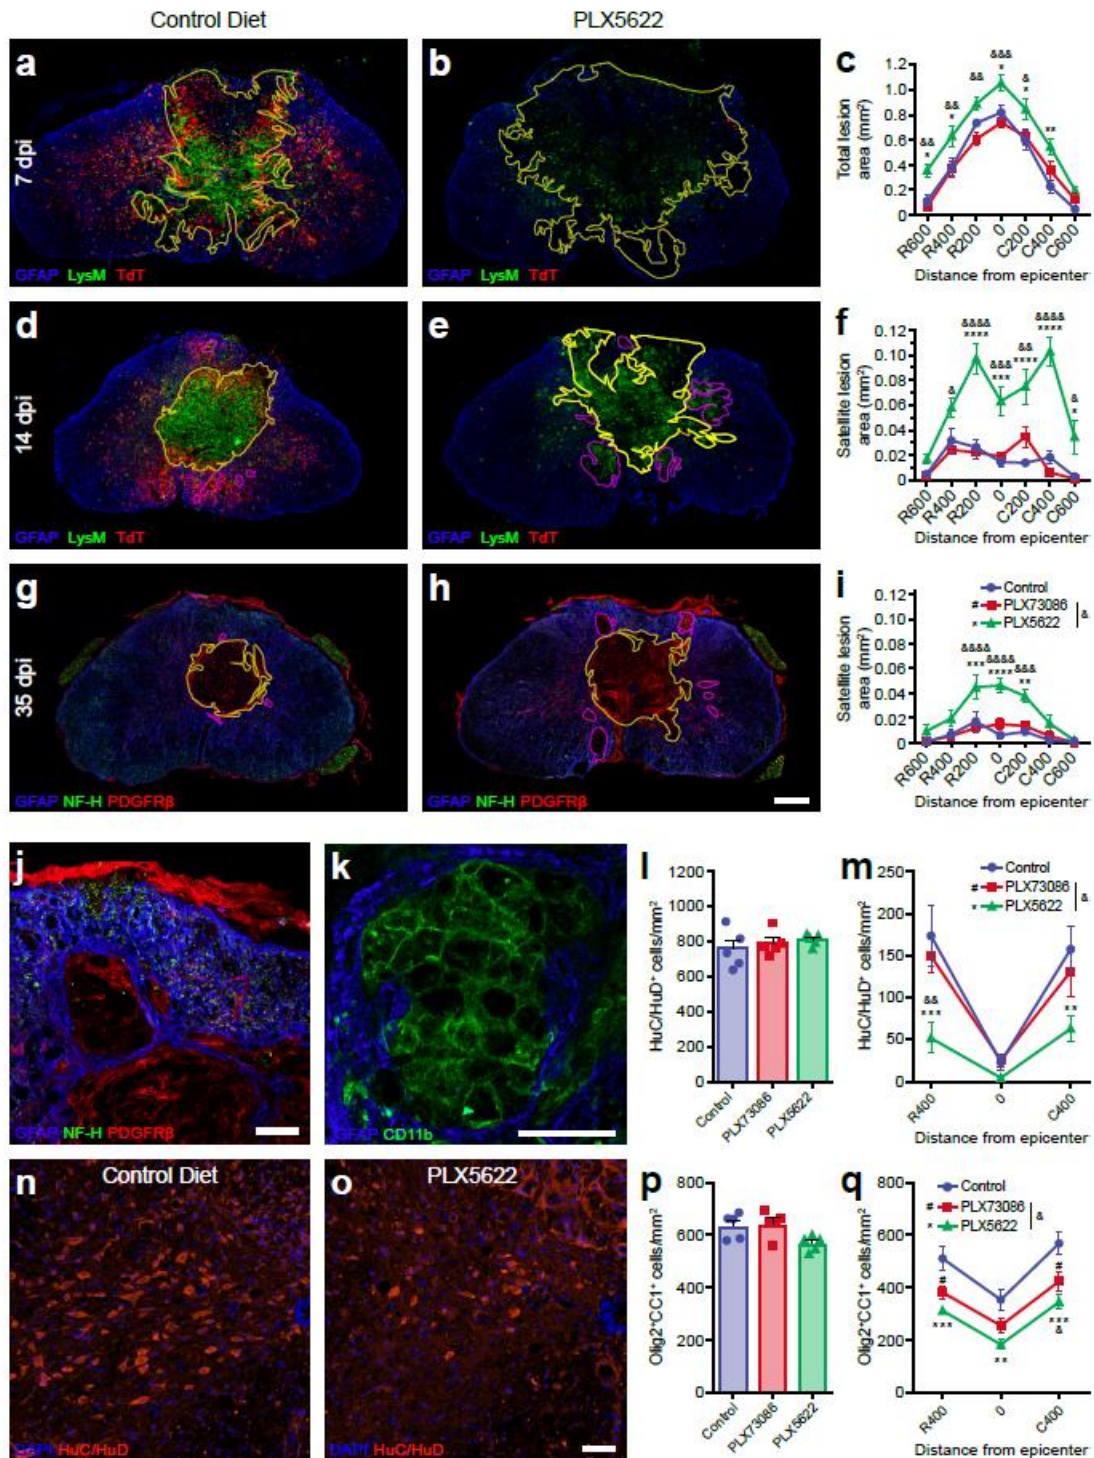 Control Diet
PLX5622
a
7 dpi
GFAP LysM TdT
b
GFAP LysM TdT
c
Total lesion
area (mm²)
1.2
1.0
0.8
0.6
0.4
0.2
0
&& * && * && &&& * & * **
R600 R400 R200 0 C200 C400 C600
Distance from epicenter
d
14 dpi
GFAP LysM TdT
e
GFAP LysM TdT
f
Satellite lesion
area (mm²)
0.12
0.10
0.08
0.06
0.04
0.02
0
& &&&& **** &&& *** && **** &&&& **** & *
R600 R400 R200 0 C200 C400 C600
Distance from epicenter
g
35 dpi
GFAP NF-H PDGFRβ
h
GFAP NF-H PDGFRβ
i
Control
# PLX73086
* PLX5622
&
Satellite lesion
area (mm²)
0.12
0.10
0.08
0.06
0.04
0.02
0
&&&& *** &&&& **** &&& **
R600 R400 R200 0 C200 C400 C600
Distance from epicenter
j
GFAP NF-H PDGFRβ
k
GFAP CD11b
l
HuC/HuD⁺ cells/mm²
1200
1000
800
600
400
200
0
Control PLX73086 PLX5622
m
Control
# PLX73086
* PLX5622
&
HuC/HuD⁺ cells/mm²
250
200
150
100
50
0
&& *** **
R400 0 C400
Distance from epicenter
n
Control Diet
DAPI HuC/HuD
o
PLX5622
DAPI HuC/HuD
p
Olig2⁺CC1⁺ cells/mm²
800
600
400
200
0
Control PLX73086 PLX5622
q
Control
# PLX73086
* PLX5622
&
Olig2⁺CC1⁺ cells/mm²
800
600
400
200
0
# *** ** # *** &
R400 0 C400
Distance from epicenter